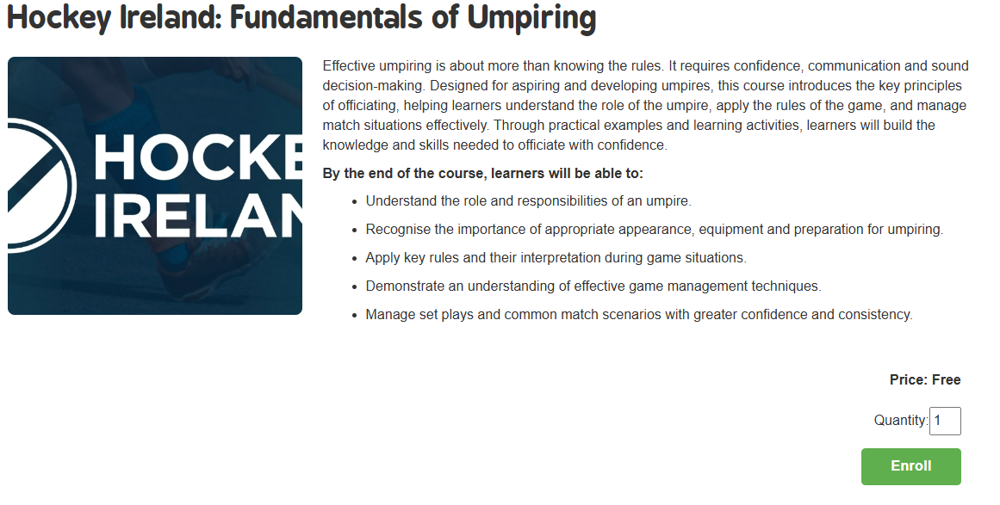 Hockey Ireland: Fundamentals of Umpiring
HOCKE
IRELAN
Effective umpiring is about more than knowing the rules. It requires confidence, communication and sound
decision-making. Designed for aspiring and developing umpires, this course introduces the key principles
of officiating, helping learners understand the role of the umpire, apply the rules of the game, and manage
match situations effectively. Through practical examples and learning activities, learners will build the
knowledge and skills needed to officiate with confidence.
By the end of the course, learners will be able to:
• Understand the role and responsibilities of an umpire.
• Recognise the importance of appropriate appearance, equipment and preparation for umpiring.
• Apply key rules and their interpretation during game situations.
• Demonstrate an understanding of effective game management techniques.
• Manage set plays and common match scenarios with greater confidence and consistency.
Price: Free
Quantity: 1
Enroll